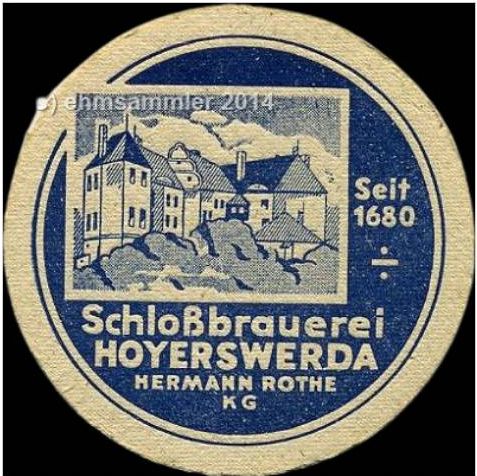 ehmsammler 2014
Seit
1680
Schloßbrauerei
HOYERSWERDA
HERMANN ROTHE
KG